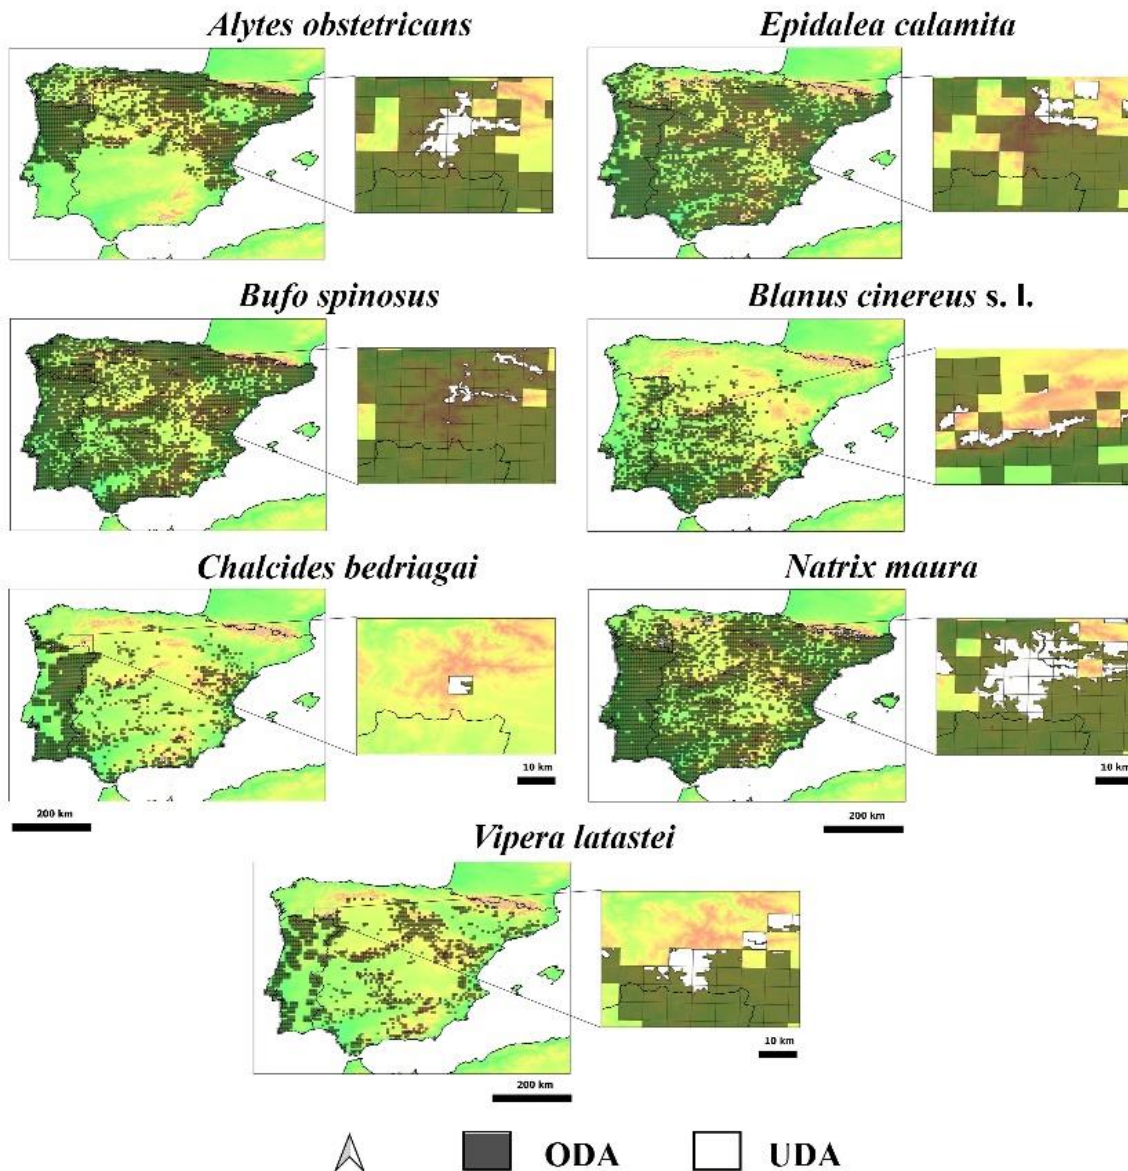 Alytes obstetricans
Epidalea calamita
Bufo spinosus
Blanus cinereus s. l.
Chalcides bedriagai
Natrix maura
10 km
10 km
200 km
200 km
Vipera latastei
10 km
200 km
ODA
UDA